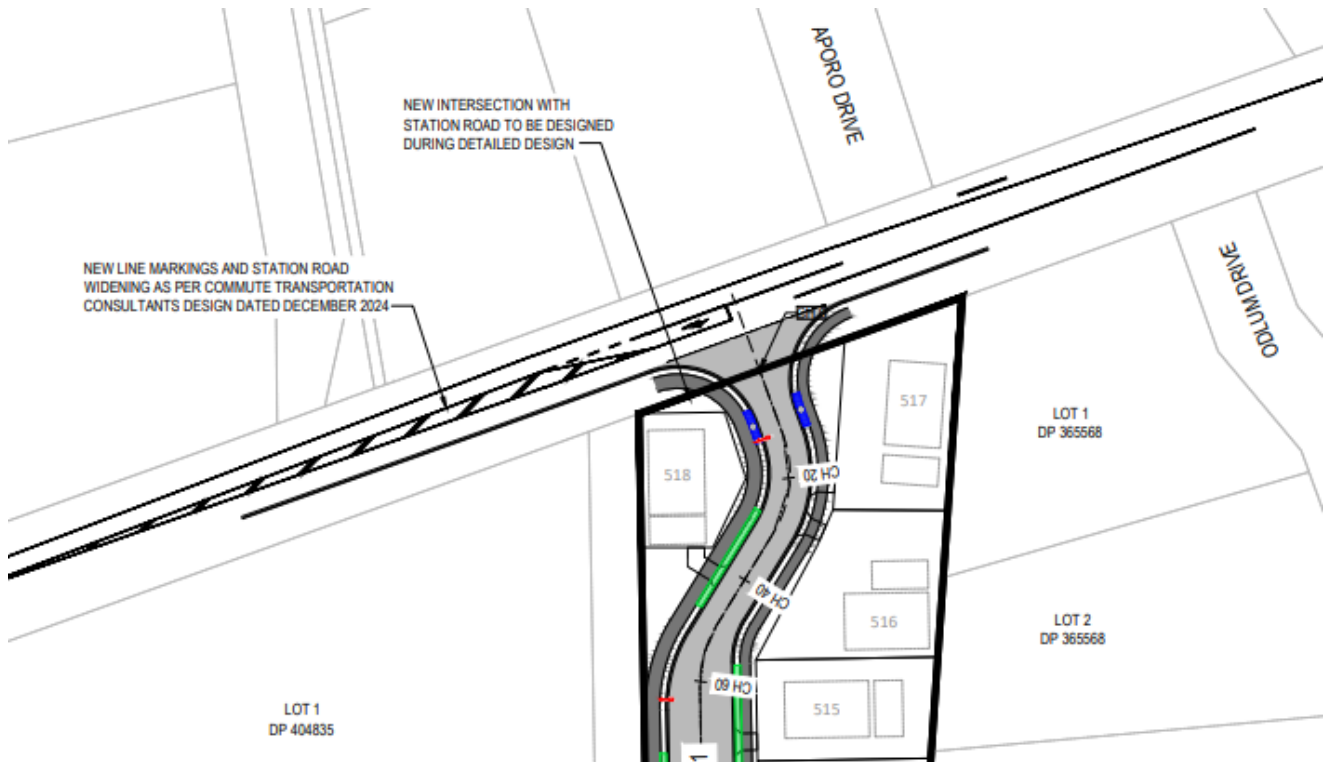 APORO DRIVE
NEW INTERSECTION WITH
STATION ROAD TO BE DESIGNED
DURING DETAILED DESIGN
NEW LINE MARKINGS AND STATION ROAD
WIDENING AS PER COMMUTE TRANSPORTATION
CONSULTANTS DESIGN DATED DECEMBER 2024
ODLUM DRIVE
517
LOT 1
DP 365568
518
CH 20
CH 40
516
LOT 2
DP 365568
CH 60
515
LOT 1
DP 404835
1